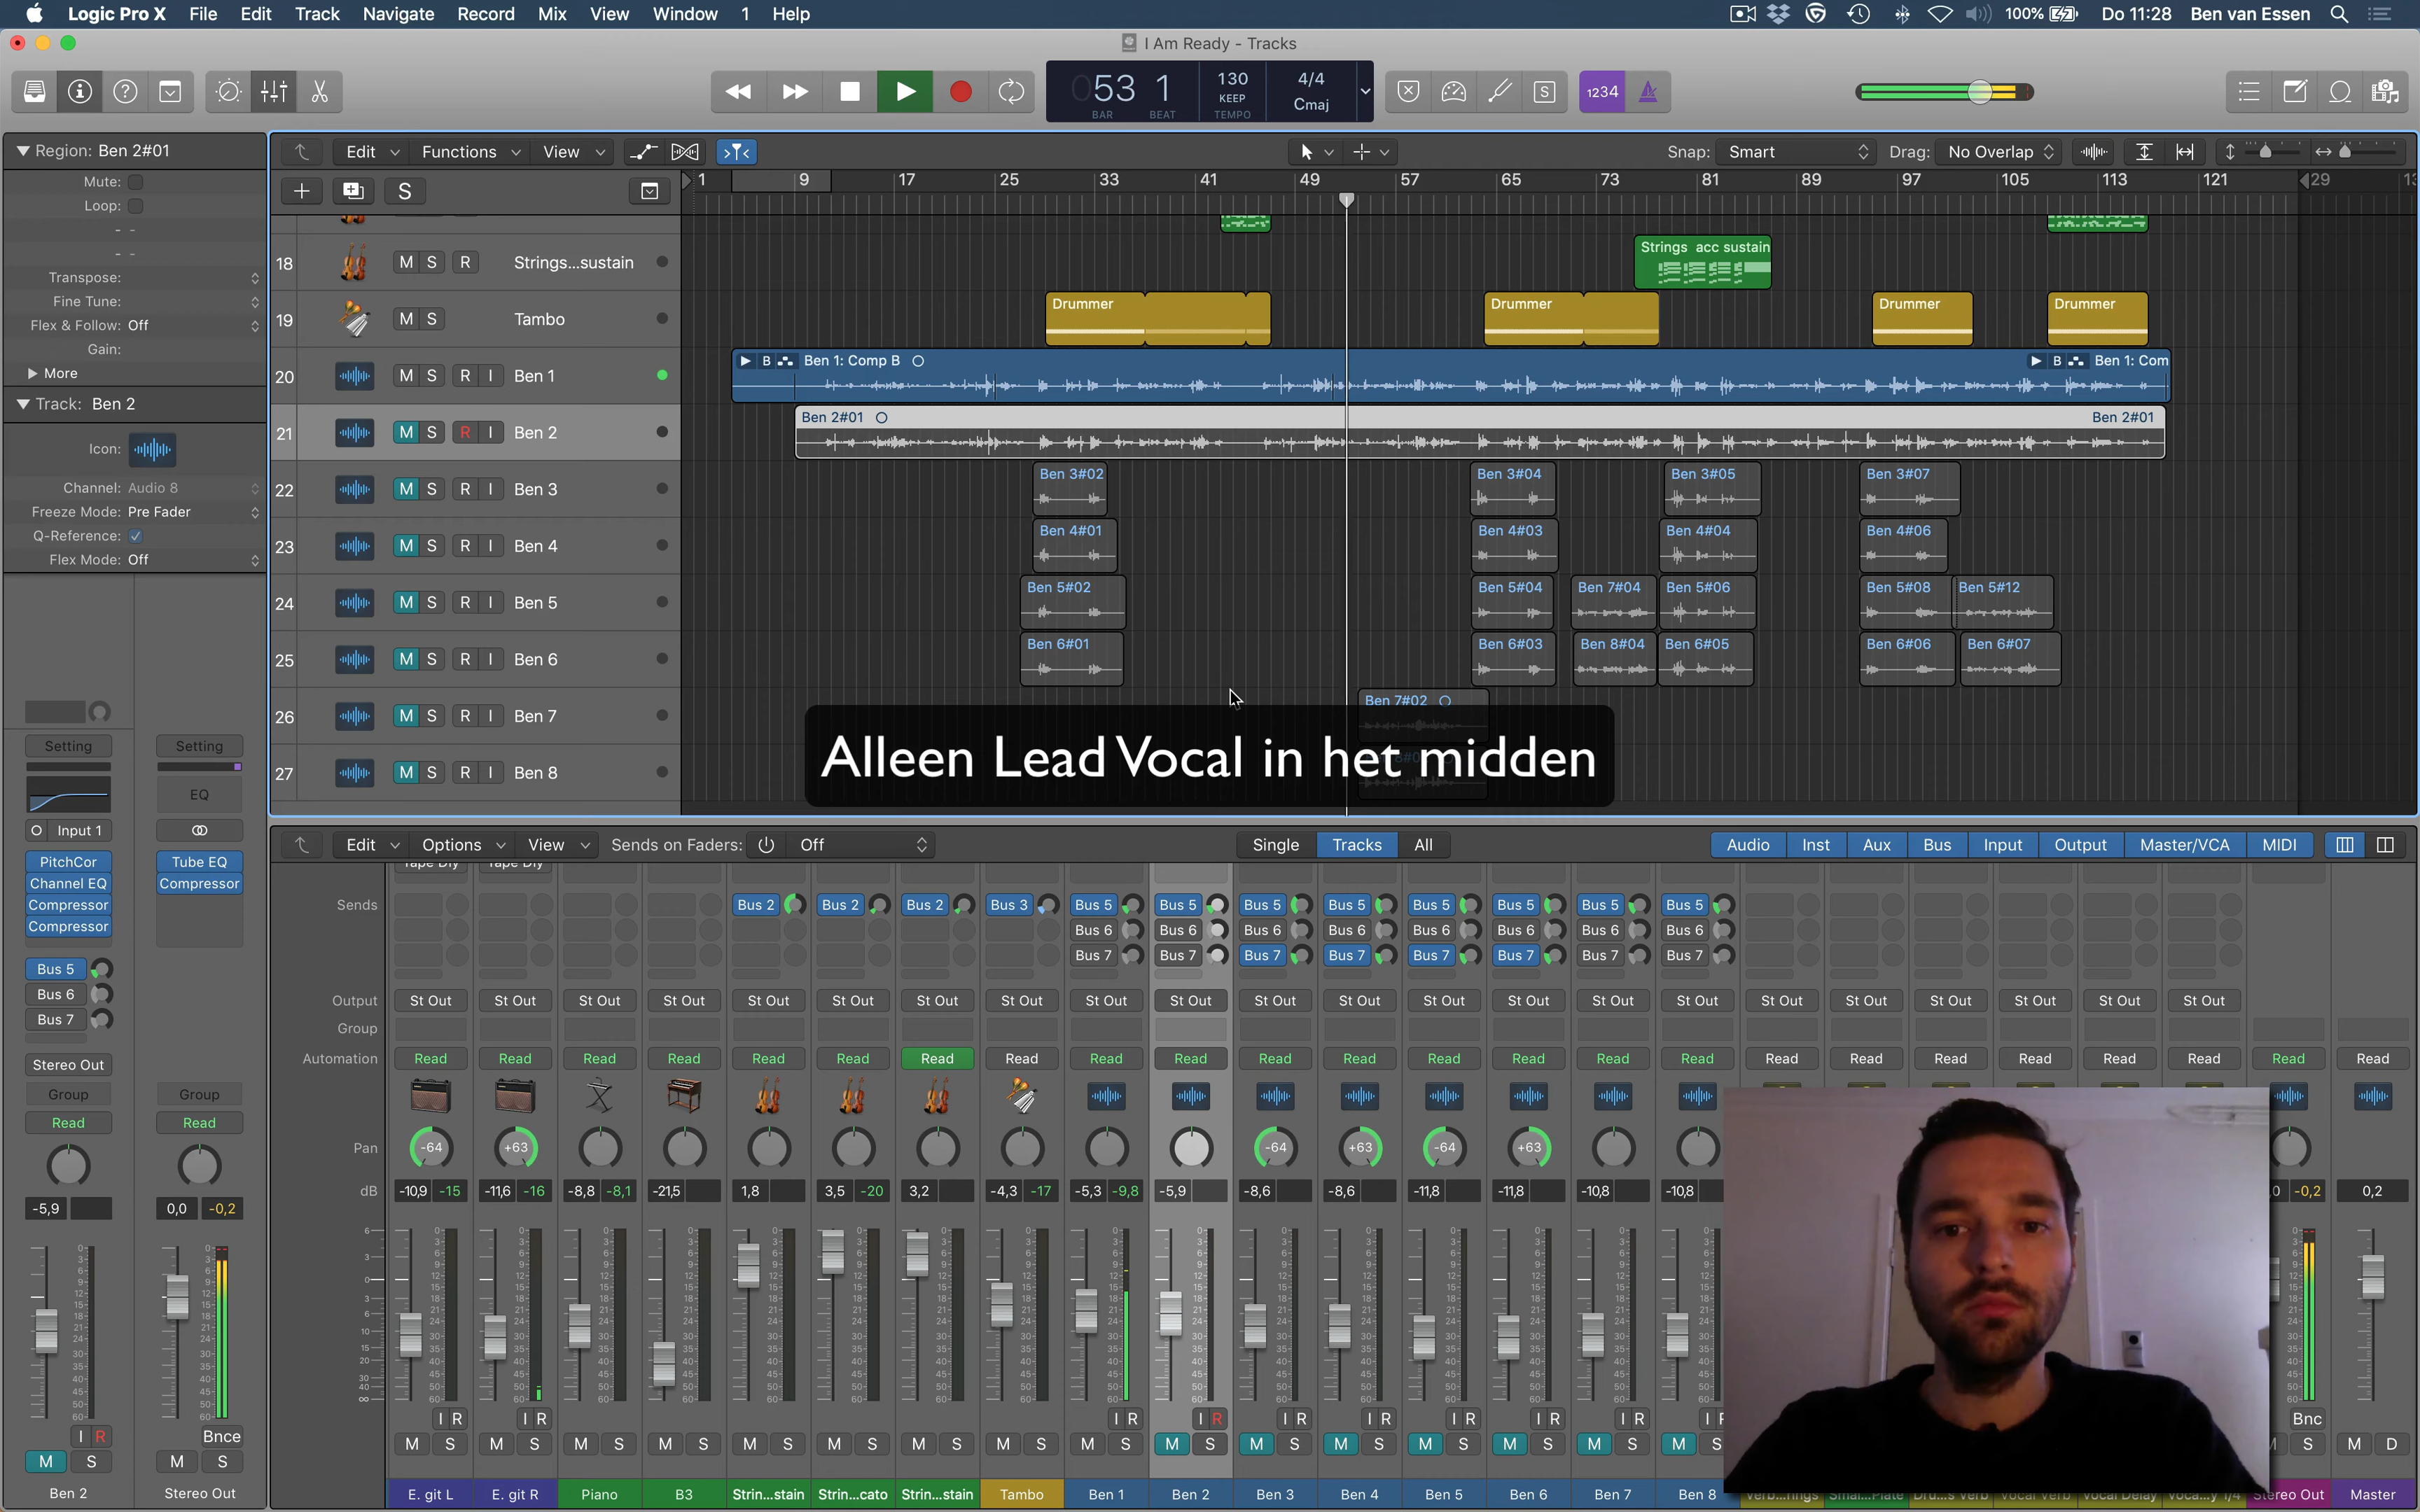 Logic Pro X File Edit Track Navigate Record Mix View Window 1 Help 100% Do 11:28 Ben van Essen
I Am Ready - Tracks
053 1 130 KEEP 4/4 Cmaj 1234
BAR BEAT TEMPO
Region: Ben 2#01
Edit Functions View Snap: Smart Drag: No Overlap
Mute:
Loop:
Transpose:
Fine Tune:
Flex & Follow: Off
Gain:
More
Track: Ben 2
Icon:
Channel: Audio 8
Freeze Mode: Pre Fader
Q-Reference:
Flex Mode: Off
S
1 9 17 25 33 41 49 57 65 73 81 89 97 105 113 121 29
18 M S R Strings...sustain Strings acc sustain
19 M S Tambo Drummer Drummer Drummer Drummer
20 M S R I Ben 1 B Ben 1: Comp B B Ben 1: Com
21 M S R I Ben 2 Ben 2#01 Ben 2#01
22 M S R I Ben 3 Ben 3#02 Ben 3#04 Ben 3#05 Ben 3#07
23 M S R I Ben 4 Ben 4#01 Ben 4#03 Ben 4#04 Ben 4#06
24 M S R I Ben 5 Ben 5#02 Ben 5#04 Ben 7#04 Ben 5#06 Ben 5#08 Ben 5#12
25 M S R I Ben 6 Ben 6#01 Ben 6#03 Ben 8#04 Ben 6#05 Ben 6#06 Ben 6#07
26 M S R I Ben 7 Ben 7#02
27 M S R I Ben 8
Alleen Lead Vocal in het midden
Setting Setting
EQ
Input 1
PitchCor Tube EQ
Channel EQ Compressor
Compressor
Compressor
Bus 5
Bus 6
Bus 7
Stereo Out
Group Group
Read Read
-5,9 0,0 -0,2
I R Bnce
M S M S
Ben 2 Stereo Out
Edit Options View Sends on Faders: Off Single Tracks All Audio Inst Aux Bus Input Output Master/VCA MIDI
Sends Bus 2 Bus 2 Bus 2 Bus 3 Bus 5 Bus 5 Bus 5 Bus 5 Bus 5 Bus 5 Bus 5 Bus 5
Bus 6 Bus 6 Bus 6 Bus 6 Bus 6 Bus 6 Bus 6 Bus 6
Bus 7 Bus 7 Bus 7 Bus 7 Bus 7 Bus 7 Bus 7 Bus 7
Output St Out St Out St Out St Out St Out St Out St Out St Out St Out St Out St Out St Out St Out St Out St Out St Out St Out St Out St Out St Out St Out St Out
Group
Automation Read Read Read Read Read Read Read Read Read Read Read Read Read Read Read Read Read Read Read Read Read Read Read Read
Pan -64 +63 -64 +63 -64 +63
dB -10,9 -15 -11,6 -16 -8,8 -8,1 -21,5 1,8 3,5 -20 3,2 -4,3 -17 -5,3 -9,8 -5,9 -8,6 -8,6 -11,8 -11,8 -10,8 -10,8 -0,2 0,2
I R I R I R I R I R I R I R I R I R Bnc
M S M S M S M S M S M S M S M S M S M S M S M S M S M S M S M S S M D
E. git L E. git R Piano B3 Strin...stain Strin...cato Strin...stain Tambo Ben 1 Ben 2 Ben 3 Ben 4 Ben 5 Ben 6 Ben 7 Ben 8 Stereo Out Master